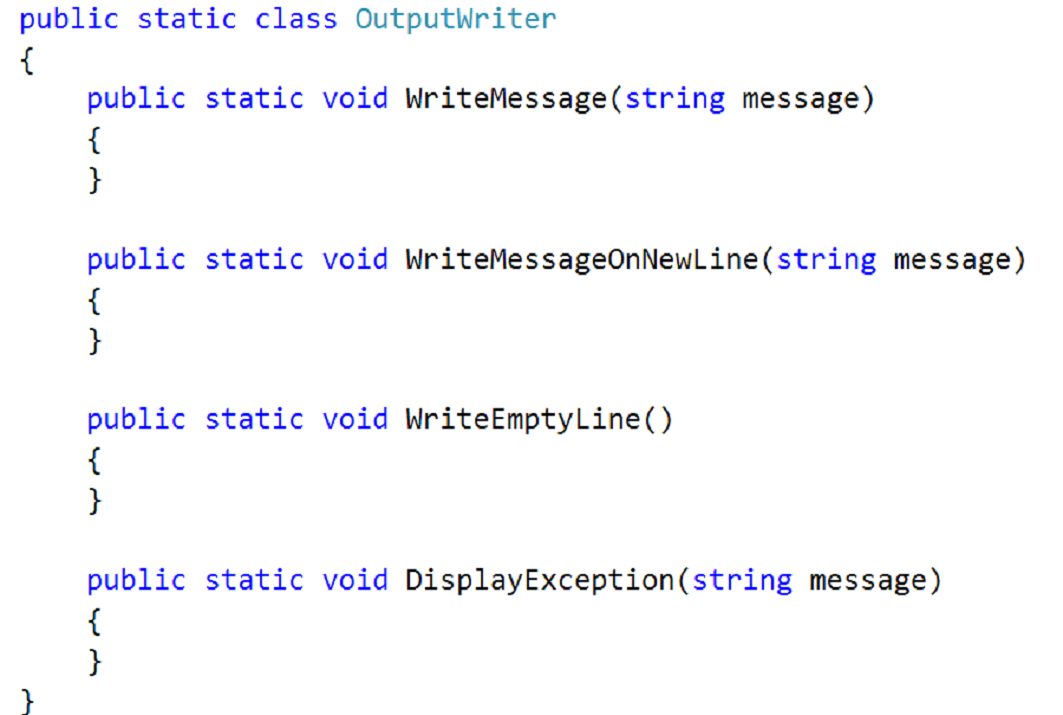 public static class OutputWriter
{
    public static void WriteMessage(string message)
    {
    }

    public static void WriteMessageOnNewLine(string message)
    {
    }

    public static void WriteEmptyLine()
    {
    }

    public static void DisplayException(string message)
    {
    }
}